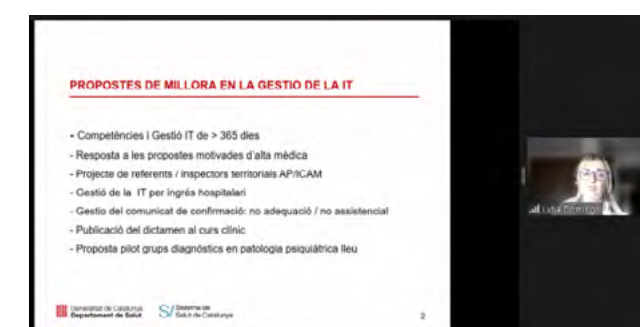 PROPOSTES DE MILLORA EN LA GESTIO DE LA IT
- Competències i Gestió IT de > 365 dies
- Resposta a les propostes motivades d'alta mèdica
- Projecte de referents / inspectors territorials AP/ICAM
- Gestió de la IT per ingrés hospitalari
- Gestio del comunicat de confirmació: no adequació / no assistencial
- Publicació del dictamen al curs clínic
- Proposta pilot grups diagnòstics en patologia psiquiàtrica lleu
Generalitat de Catalunya
Departament de Salut
S/ Sistema de
Salut de Catalunya
2